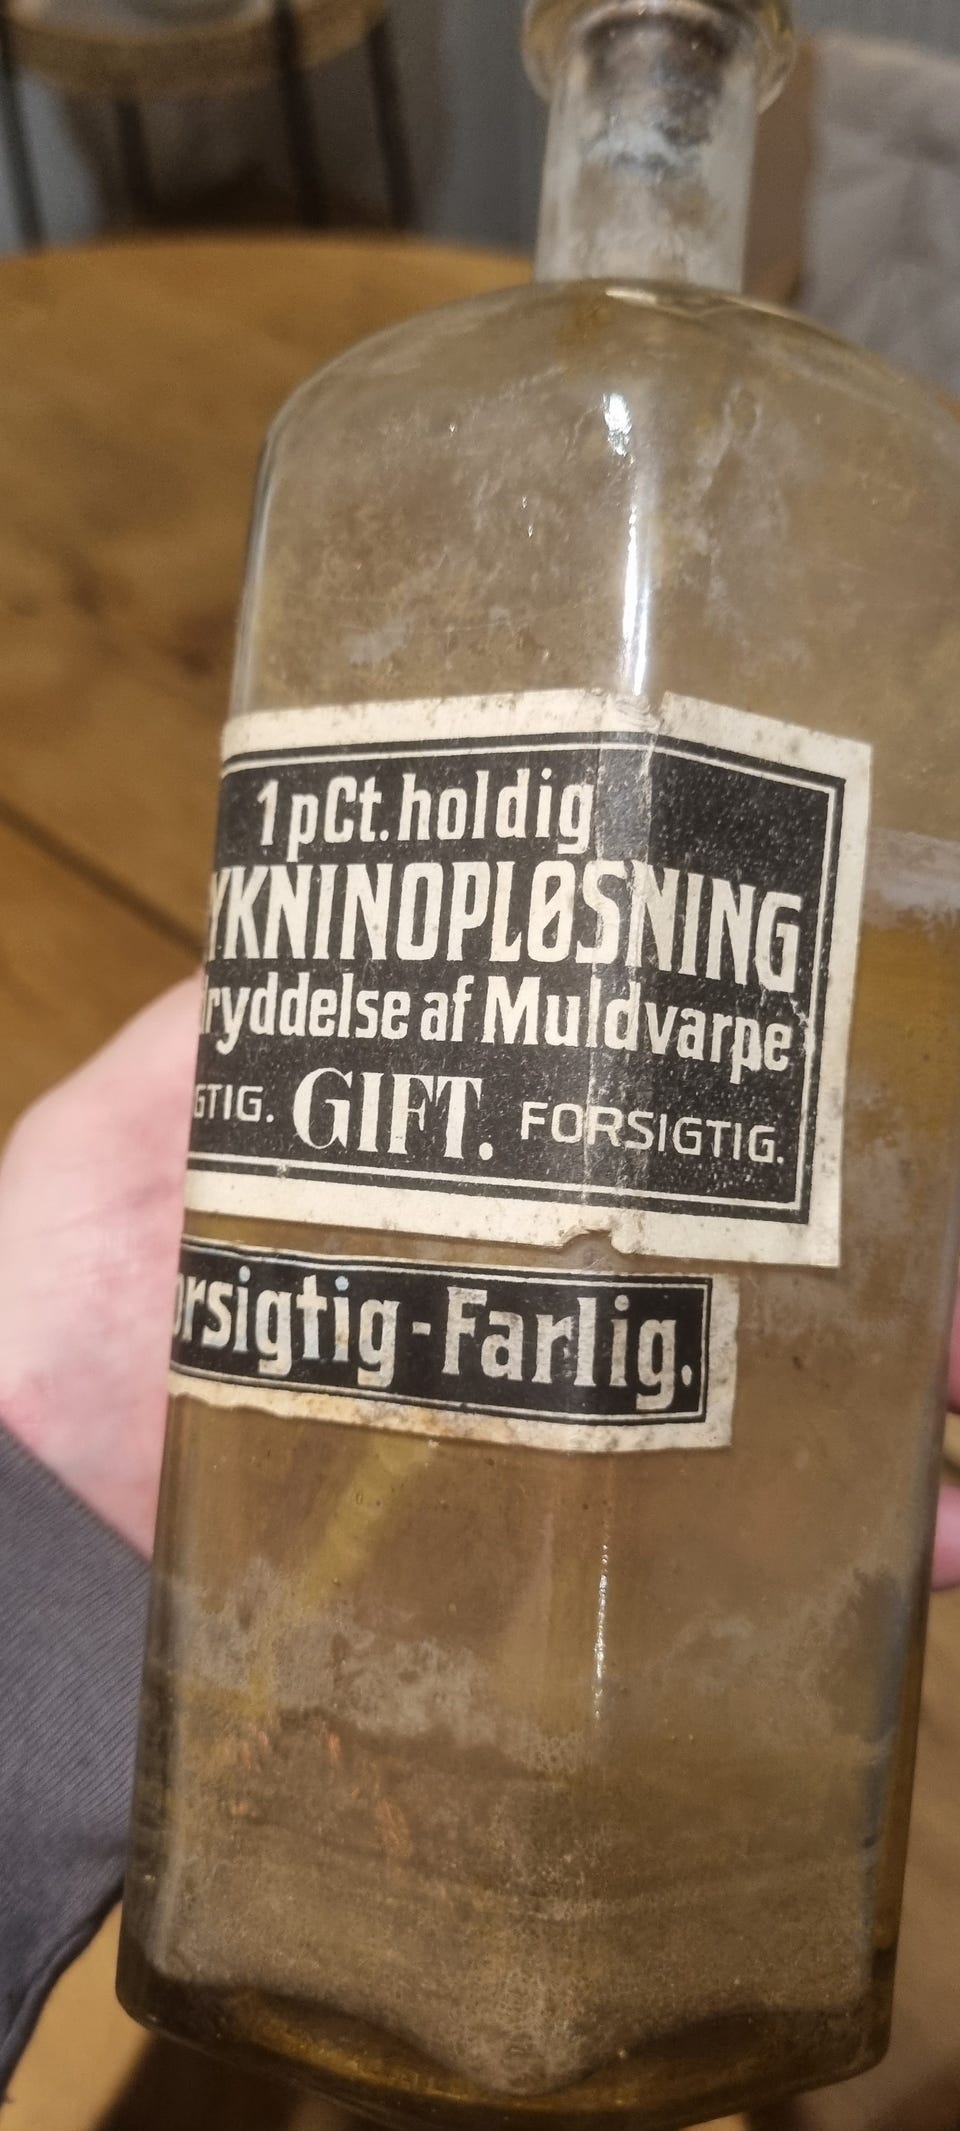 1 pCt. holdig
YKNINOPLØSNING
ryddelse af Muldvarpe
GTIG. GIFT. FORSIGTIG.
orsigtig - Farlig.